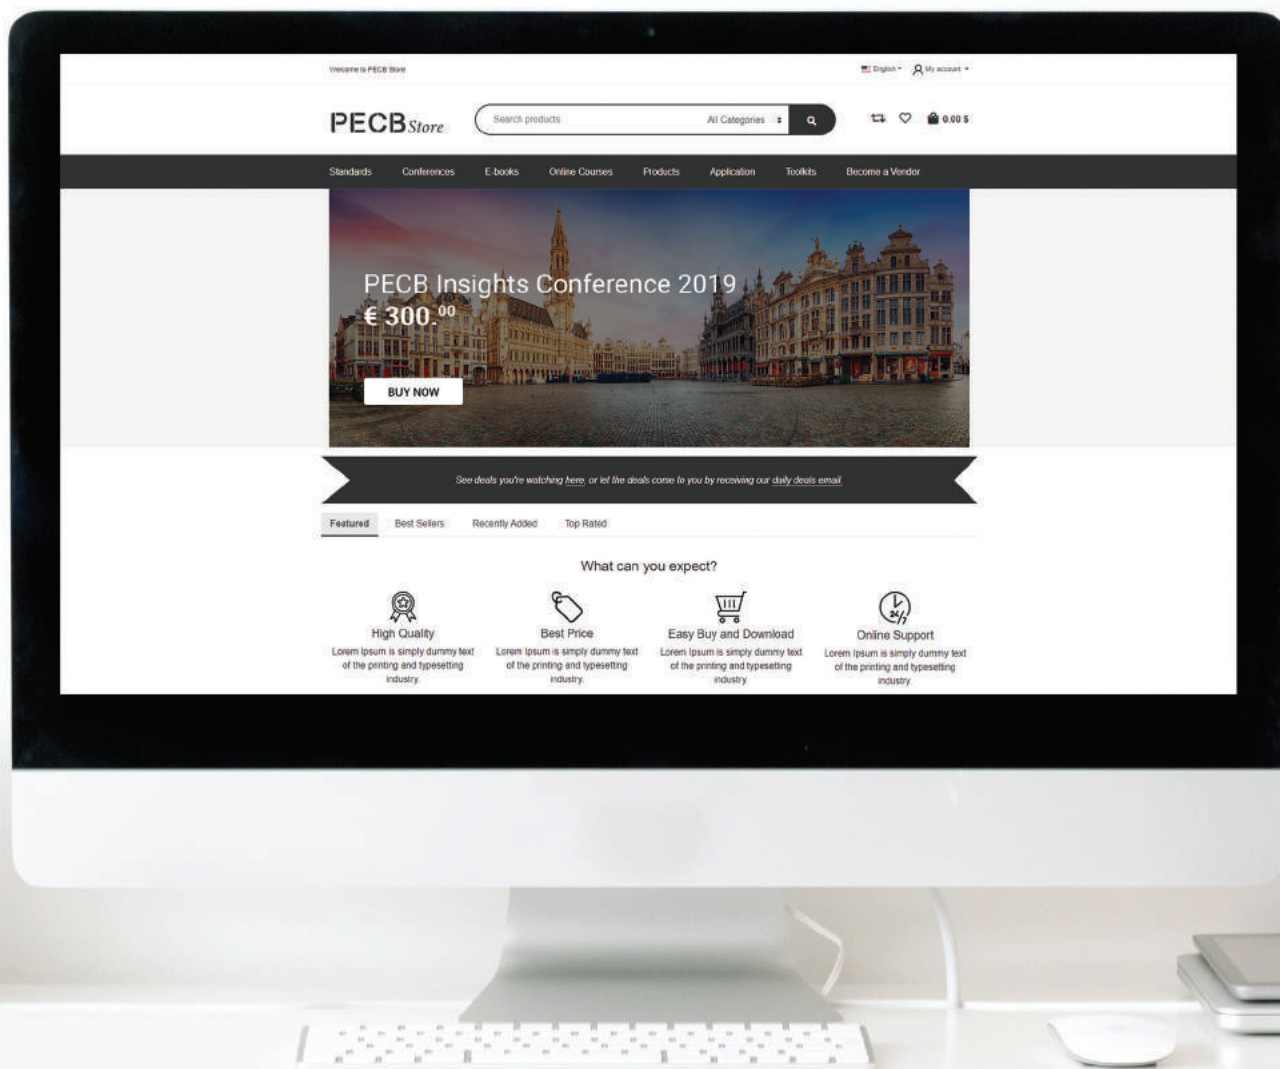 Welcome to PECB Store
English
My account
PECB Store
Search products
All Categories
0.00 $
Standards
Conferences
E-books
Online Courses
Products
Application
Toolkits
Become a Vendor
PECB Insights Conference 2019
€ 300.00
BUY NOW
See deals you're watching here, or let the deals come to you by receiving our daily deals email.
Featured
Best Sellers
Recently Added
Top Rated
What can you expect?
High Quality
Lorem Ipsum is simply dummy text
of the printing and typesetting
industry.
Best Price
Lorem Ipsum is simply dummy text
of the printing and typesetting
industry.
Easy Buy and Download
Lorem Ipsum is simply dummy text
of the printing and typesetting
industry.
24/7
Online Support
Lorem Ipsum is simply dummy text
of the printing and typesetting
industry.